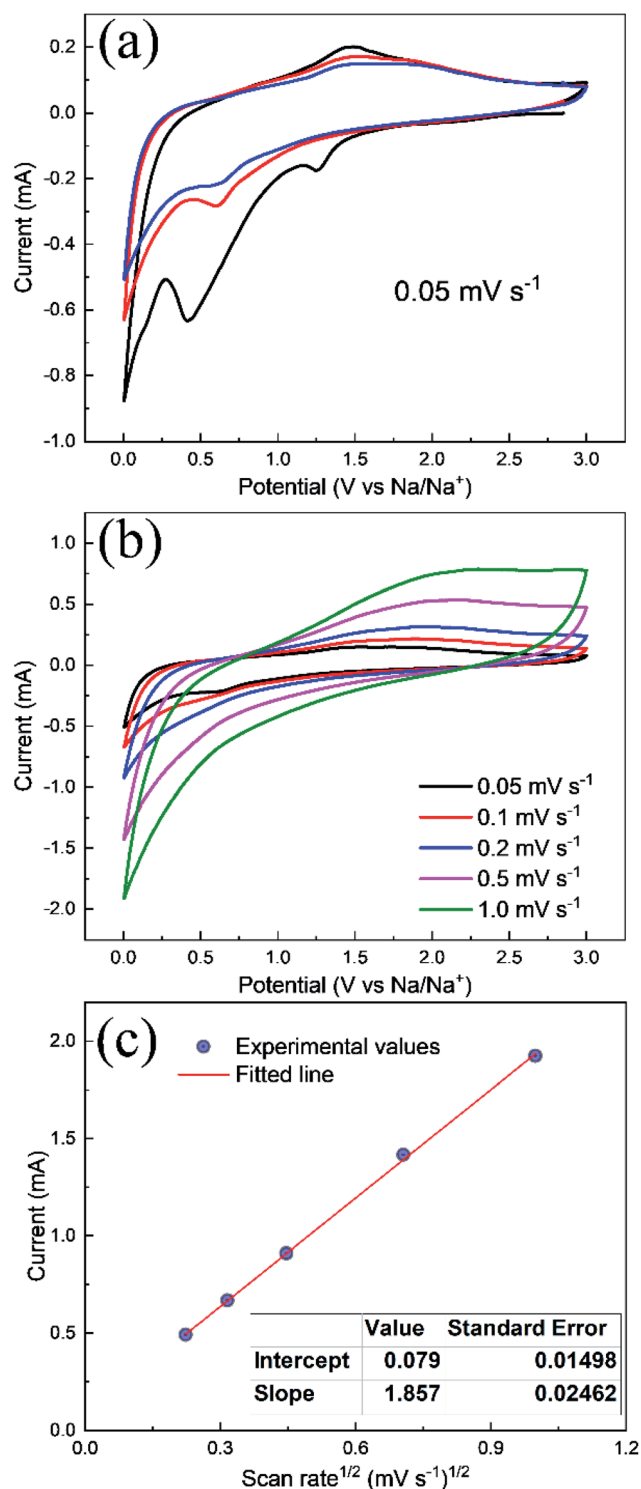 (a)
0.2
0.0
-0.2
-0.4
-0.6
-0.8
-1.0
Current (mA)
0.05 mV s⁻¹
0.0 0.5 1.0 1.5 2.0 2.5 3.0
Potential (V vs Na/Na⁺)
(b)
1.0
0.5
0.0
-0.5
-1.0
-1.5
-2.0
Current (mA)
0.05 mV s⁻¹
0.1 mV s⁻¹
0.2 mV s⁻¹
0.5 mV s⁻¹
1.0 mV s⁻¹
0.0 0.5 1.0 1.5 2.0 2.5 3.0
Potential (V vs Na/Na⁺)
(c)
2.0
1.5
1.0
0.5
0.0
Current (mA)
Experimental values
Fitted line
Value Standard Error
Intercept 0.079 0.01498
Slope 1.857 0.02462
0.0 0.3 0.6 0.9 1.2
Scan rate¹/² (mV s⁻¹)¹/²